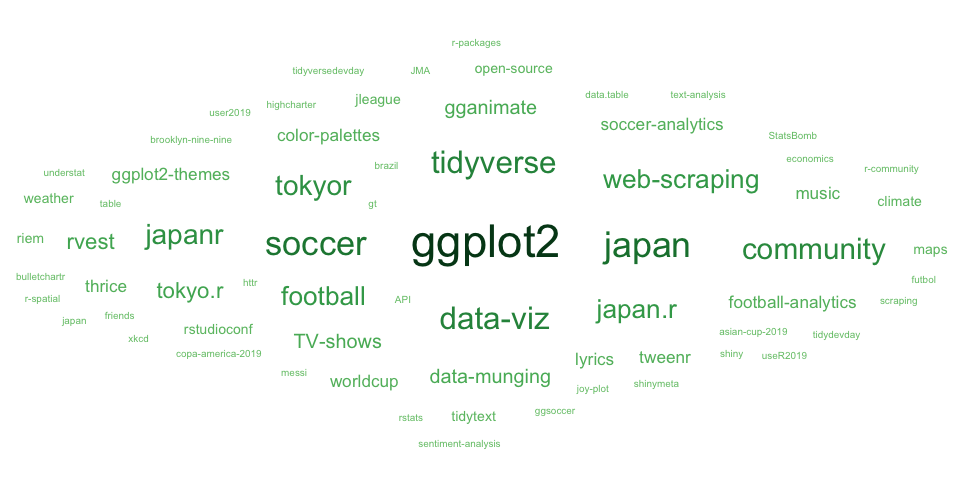 r-packages
tidyversedevday
JMA
open-source
user2019
highcharter
jleague
gganimate
data.table
text-analysis
brooklyn-nine-nine
color-palettes
soccer-analytics
StatsBomb
understat
ggplot2-themes
brazil
tidyverse
economics
r-community
weather
table
tokyor
gt
web-scraping
music
climate
riem
rvest
japanr
soccer
ggplot2
japan
community
maps
bulletchartr
thrice
tokyo.r
httr
football
API
data-viz
japan.r
football-analytics
futbol
scraping
r-spatial
japan
friends
xkcd
rstudioconf
copa-america-2019
TV-shows
lyrics
tweenr
asian-cup-2019
shiny
useR2019
tidydevday
messi
worldcup
data-munging
joy-plot
shinymeta
rstats
tidytext
ggsoccer
sentiment-analysis